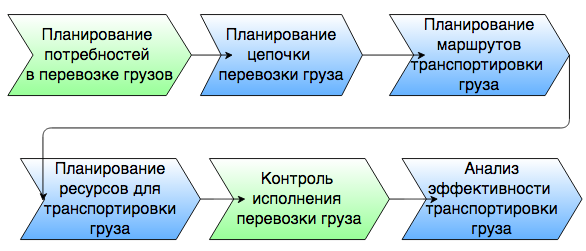 Планирование
потребностей
в перевозке грузов
Планирование
цепочки
перевозки груза
Планирование
маршрутов
транспортировки
груза
Планирование
ресурсов для
транспортировки
груза
Контроль
исполнения
перевозки груза
Анализ
эффективности
транспортировки
груза